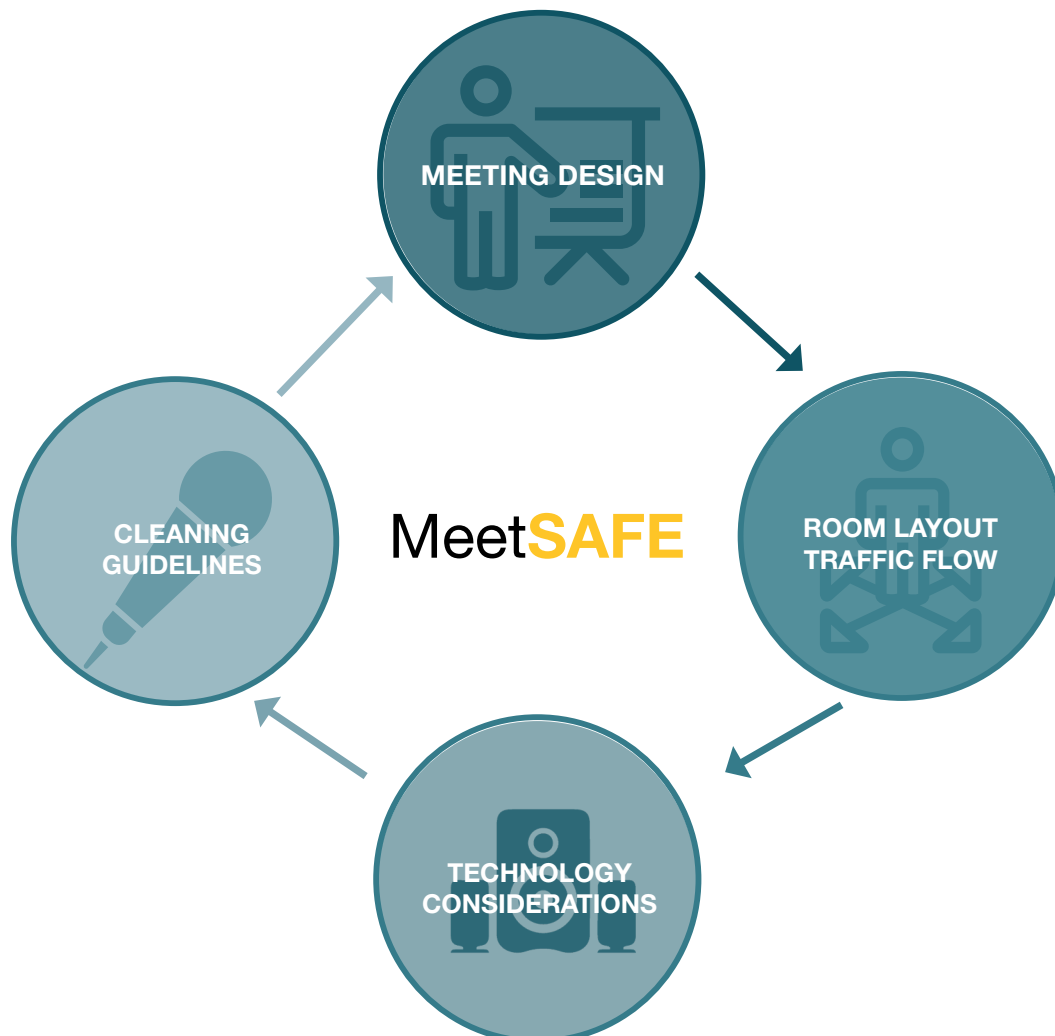 MEETING DESIGN
ROOM LAYOUT
TRAFFIC FLOW
TECHNOLOGY
CONSIDERATIONS
CLEANING
GUIDELINES
MeetSAFE